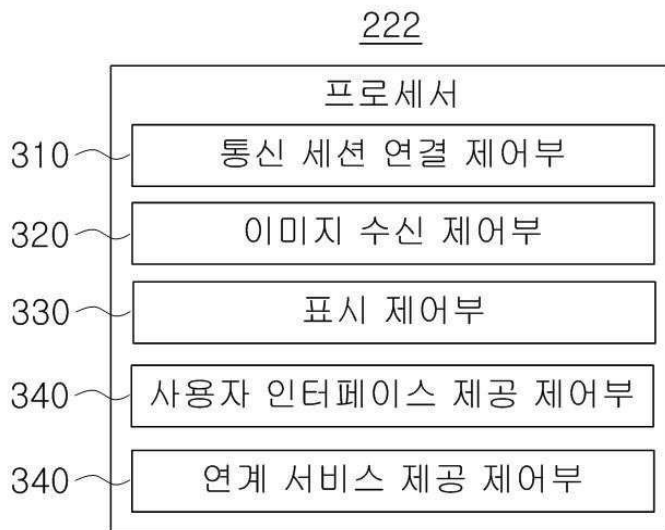 222
프로세서
310 통신 세션 연결 제어부
320 이미지 수신 제어부
330 표시 제어부
340 사용자 인터페이스 제공 제어부
340 연계 서비스 제공 제어부